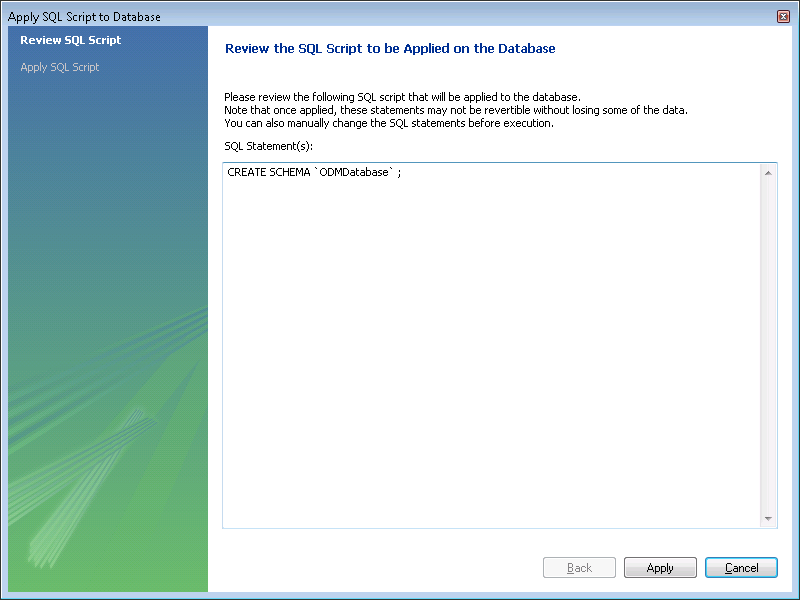 Apply SQL Script to Database
Review SQL Script
Apply SQL Script
Review the SQL Script to be Applied on the Database
Please review the following SQL script that will be applied to the database.
Note that once applied, these statements may not be revertible without losing some of the data.
You can also manually change the SQL statements before execution.
SQL Statement(s):
CREATE SCHEMA `ODMDatabase` ;
Back
Apply
Cancel